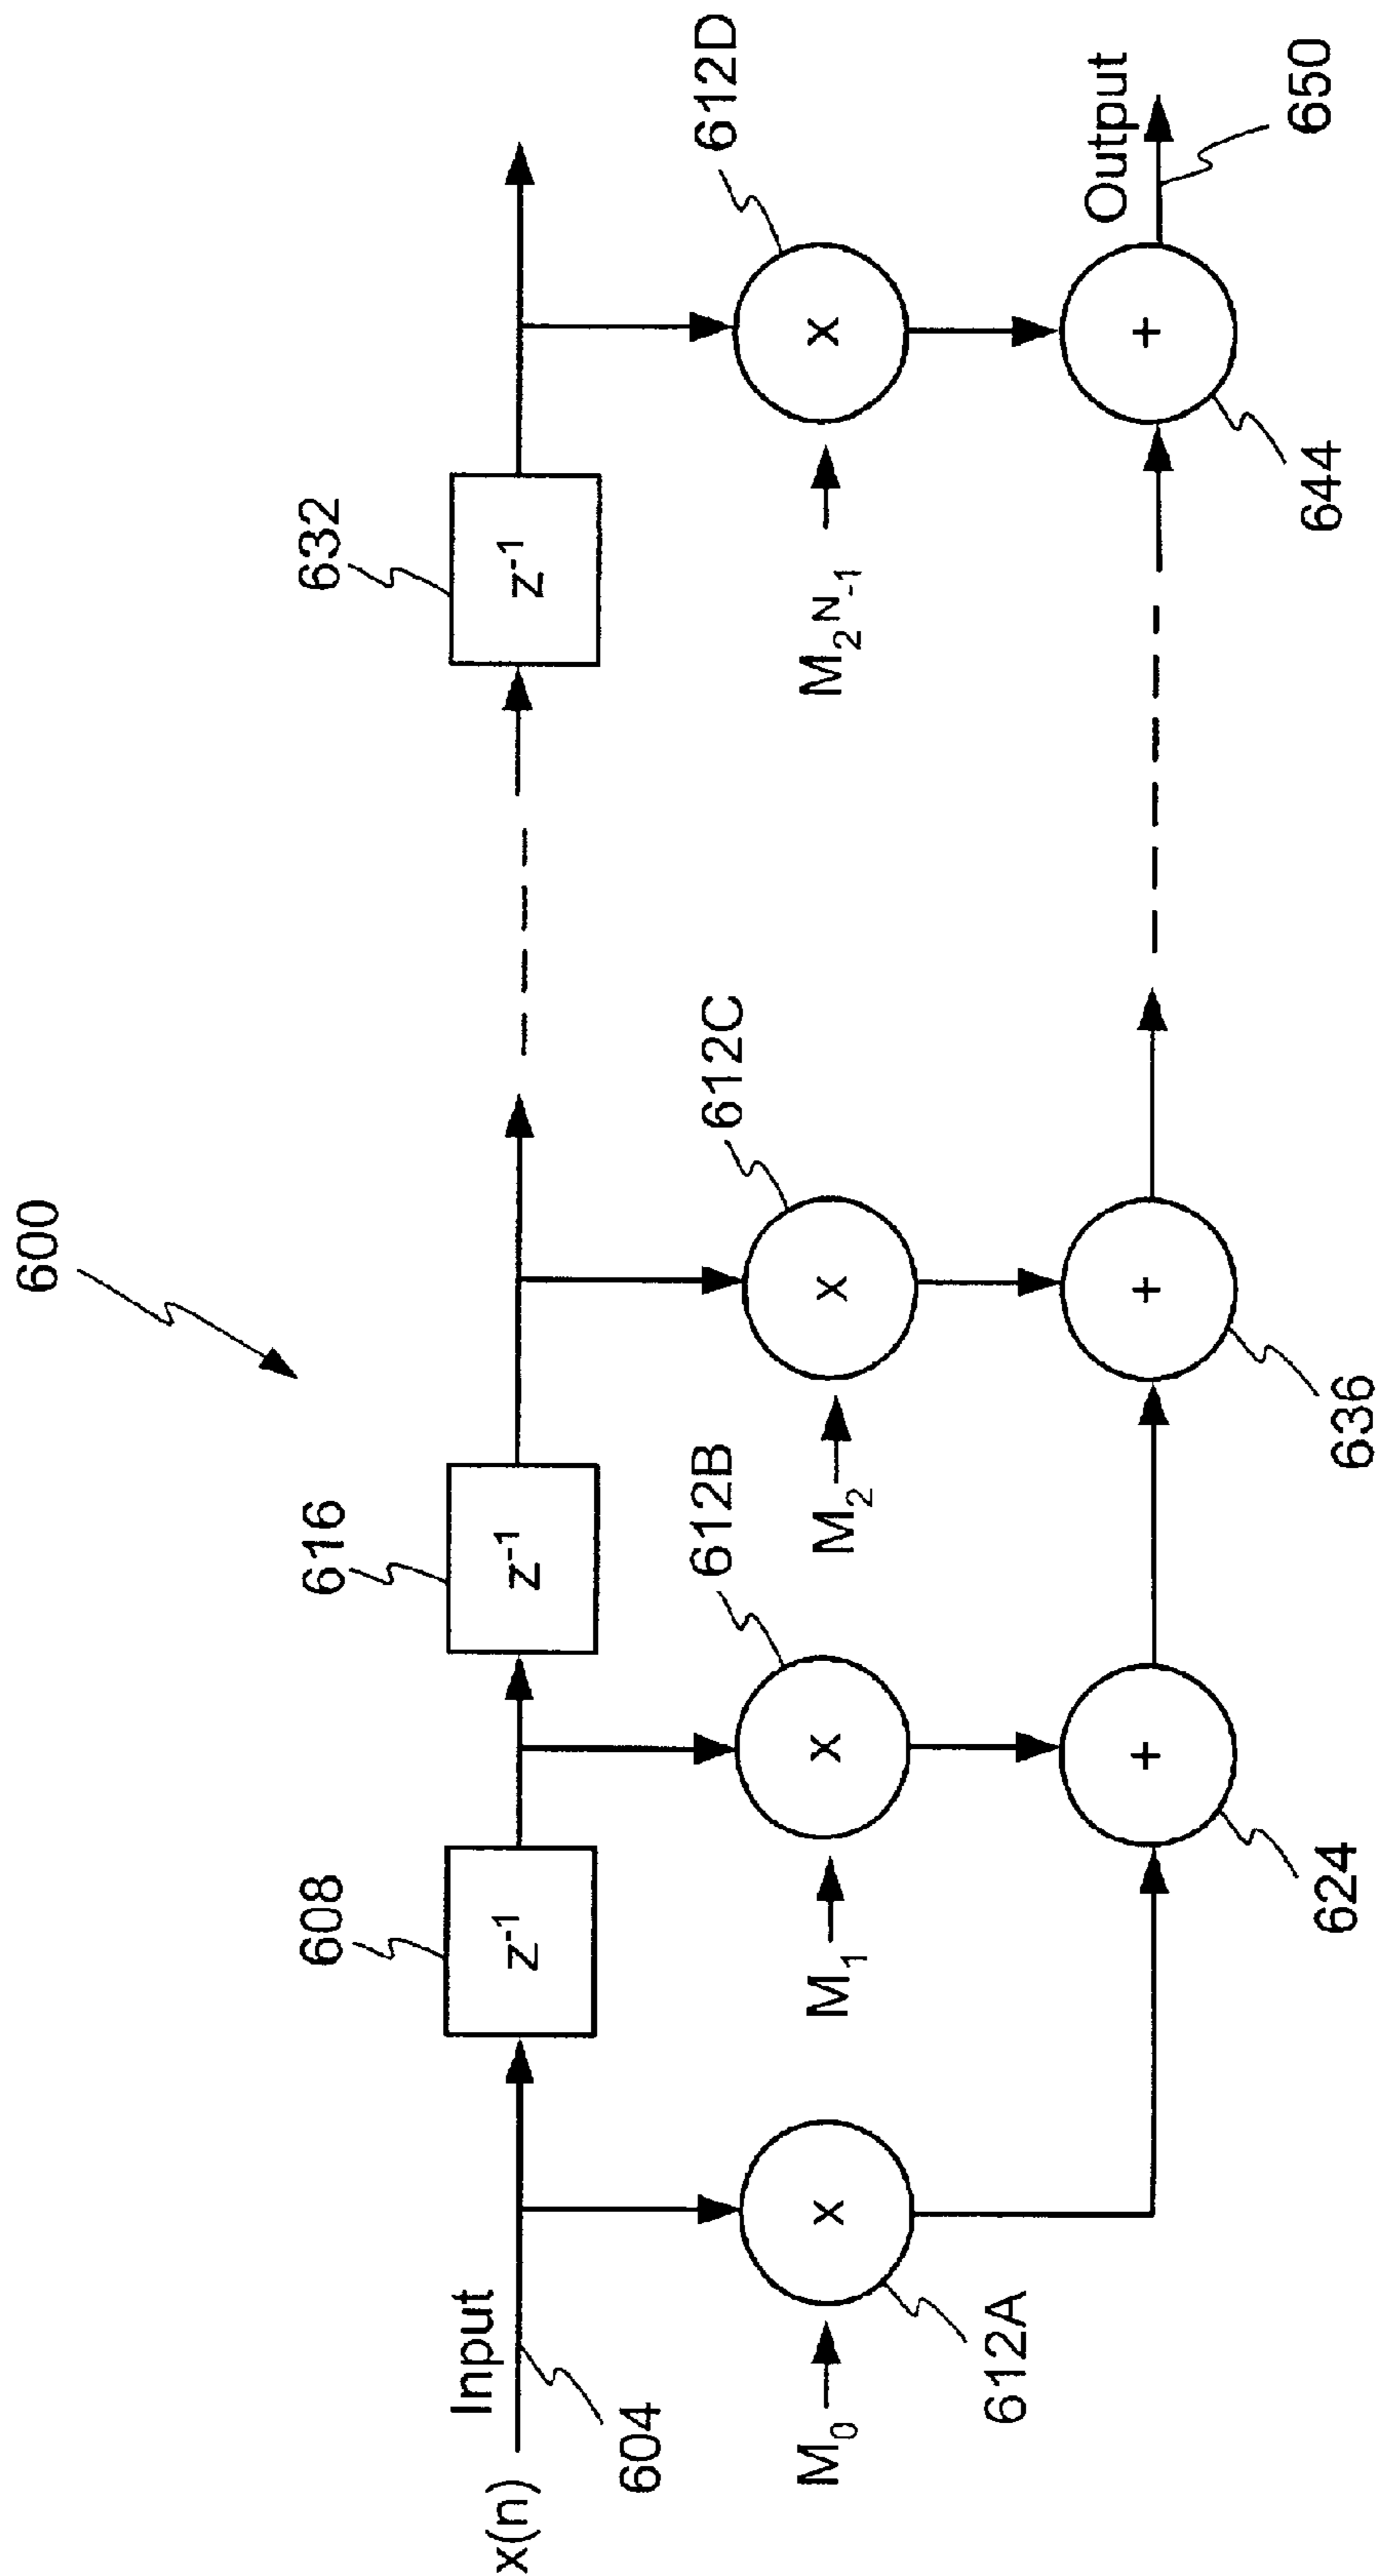 600
608
616
632
z⁻¹
z⁻¹
z⁻¹
Input
x(n)
604
612B
612C
612D
x
x
x
x
M₀
M₁
M₂
M₂N₋₁
612A
+
+
+
Output
624
636
644
650